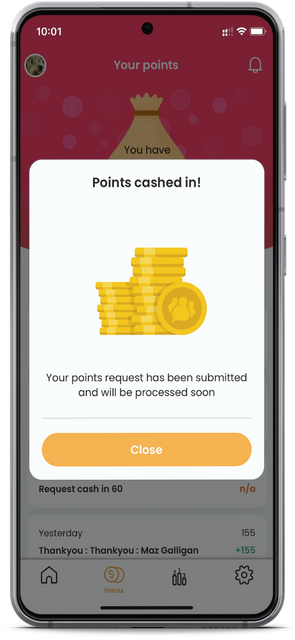 10:01
Your points
You have
Points cashed in!
Your points request has been submitted
and will be processed soon
Close
Request cash in 60 n/a
Yesterday 155
Thankyou : Thankyou : Maz Galligan +155
Points